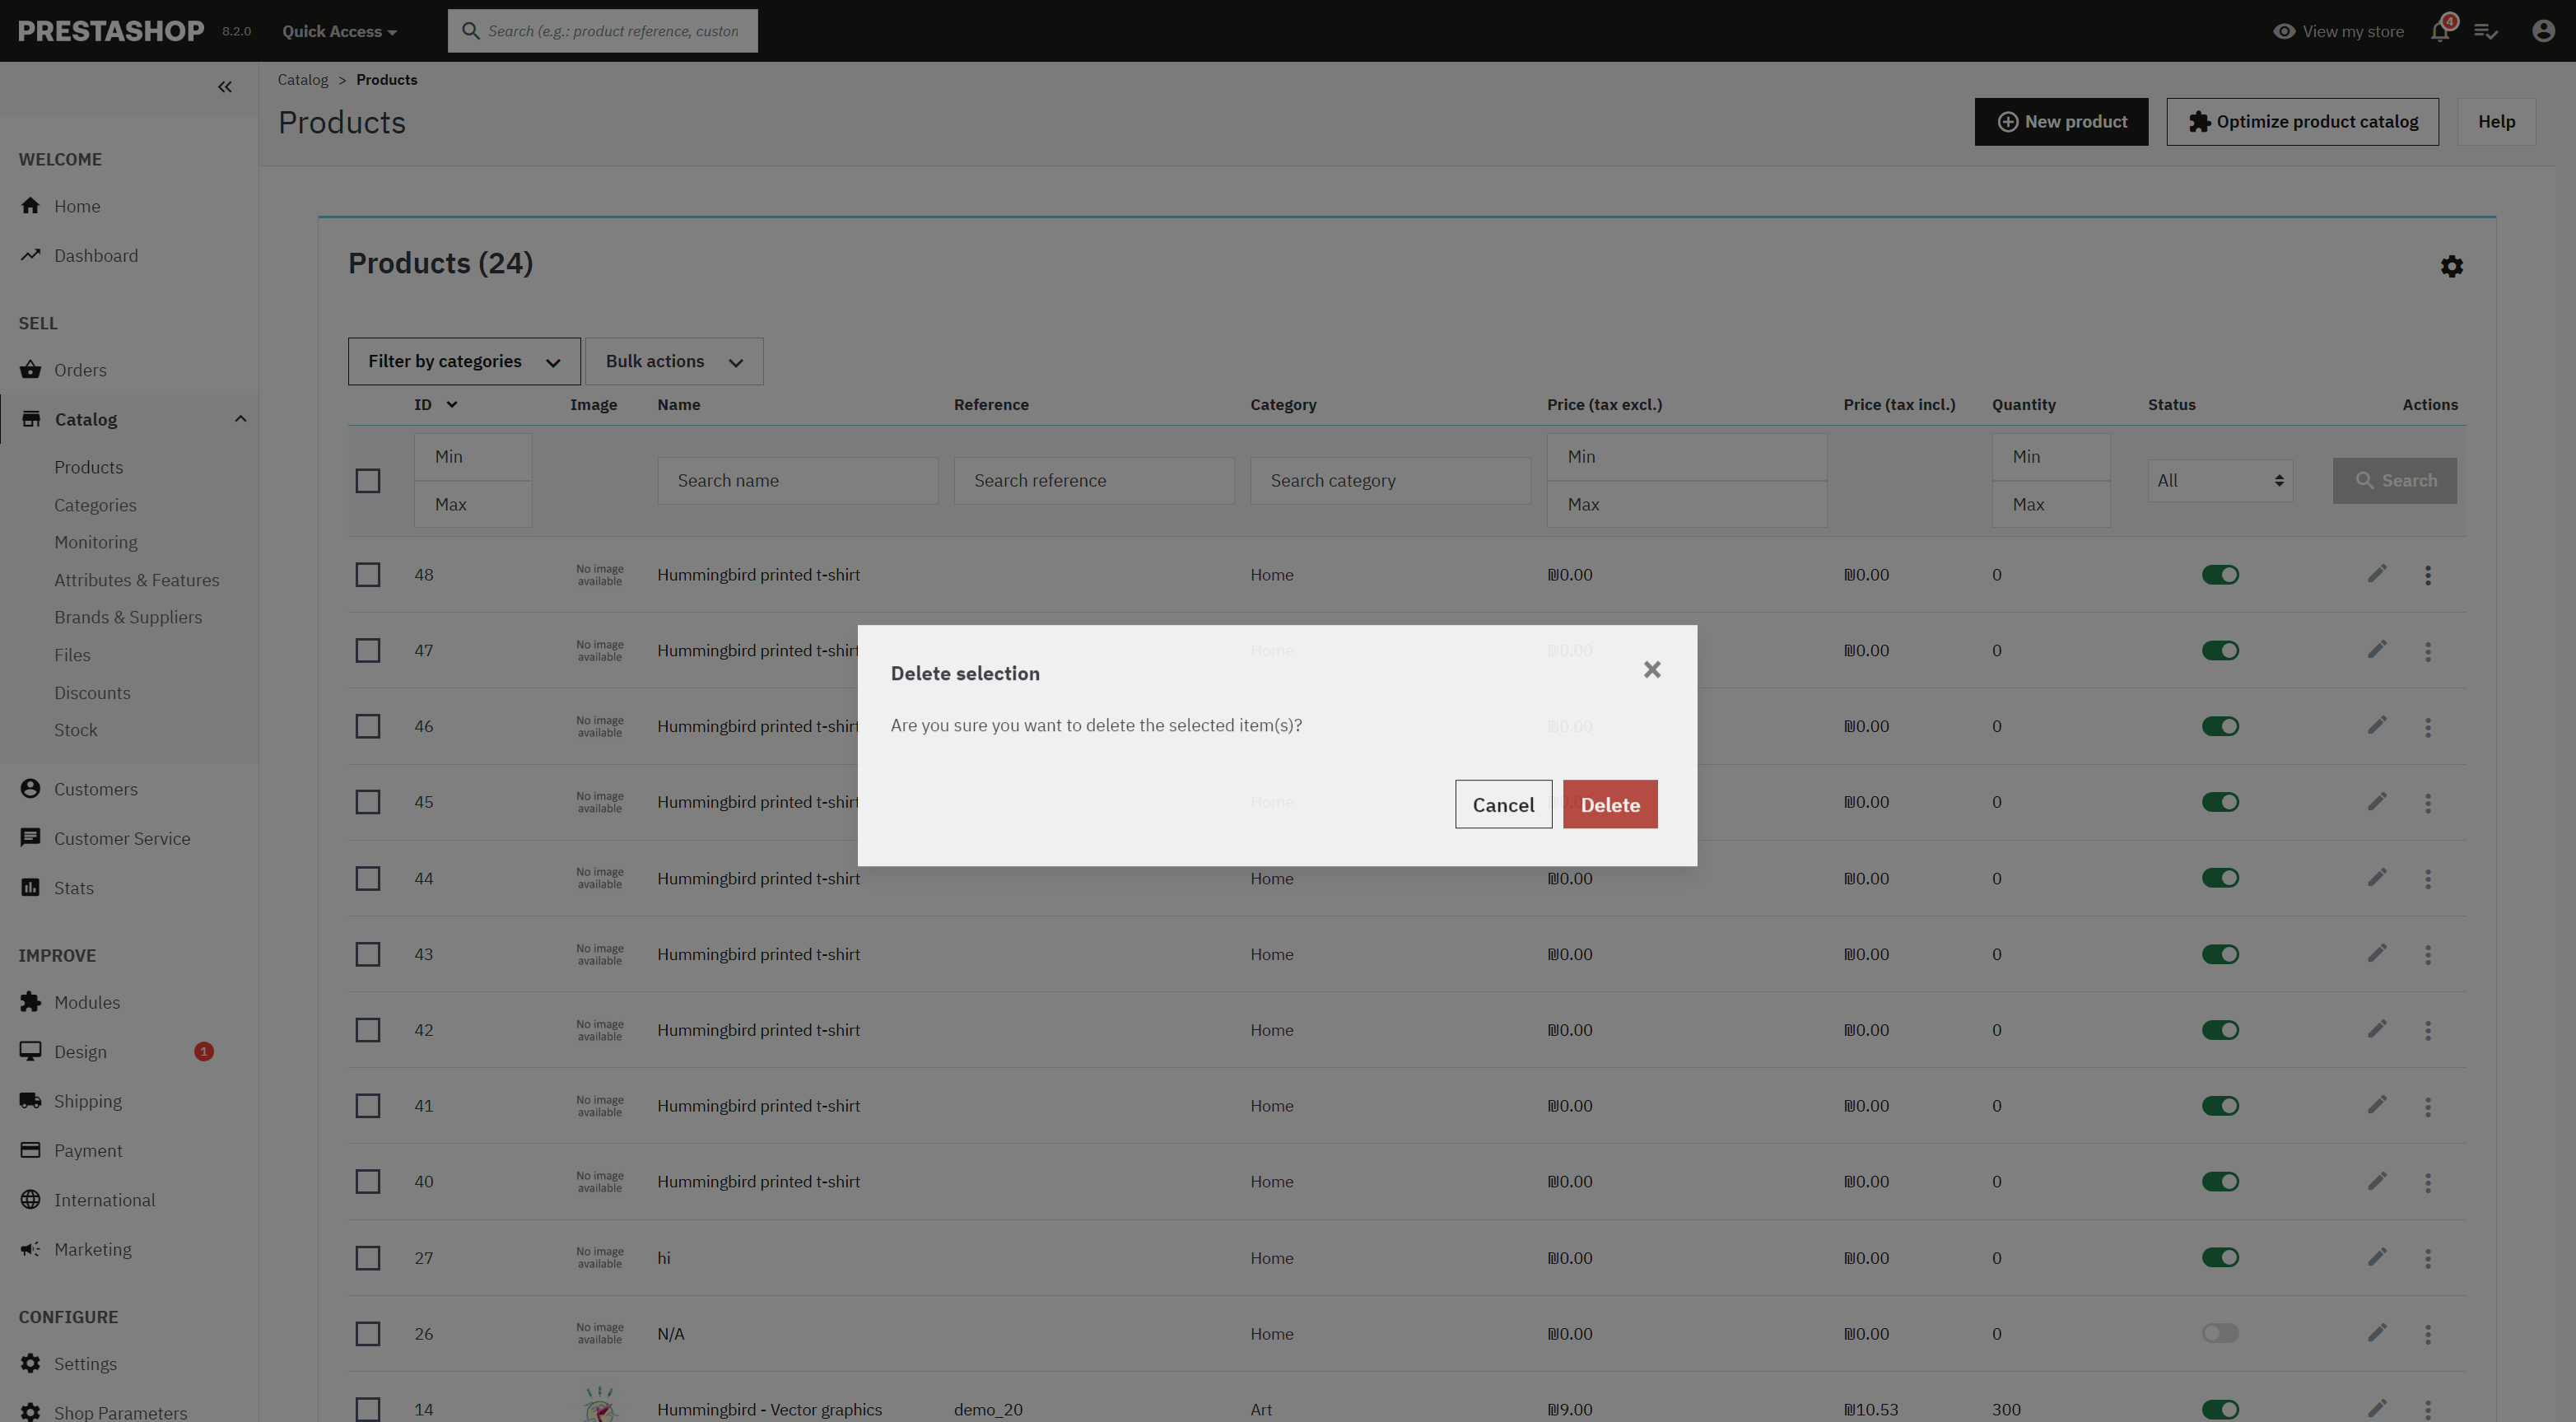 PRESTASHOP 8.2.0 Quick Access Search (e.g.: product reference, custon View my store 4
Catalog > Products
Products
New product Optimize product catalog Help
WELCOME
Home
Dashboard
SELL
Orders
Catalog
Products
Categories
Monitoring
Attributes & Features
Brands & Suppliers
Files
Discounts
Stock
Customers
Customer Service
Stats
IMPROVE
Modules
Design 1
Shipping
Payment
International
Marketing
CONFIGURE
Settings
Shop Parameters
Products (24)
Filter by categories Bulk actions
ID Image Name Reference Category Price (tax excl.) Price (tax incl.) Quantity Status Actions
Min Min Min
Search name Search reference Search category All Search
Max Max Max
48 No image available Hummingbird printed t-shirt Home ₪0.00 ₪0.00 0
47 No image available Hummingbird printed t-shirt Home ₪0.00 ₪0.00 0
46 No image available Hummingbird printed t-shirt ₪0.00 ₪0.00 0
45 No image available Hummingbird printed t-shirt Home ₪0.00 0
44 No image available Hummingbird printed t-shirt Home ₪0.00 ₪0.00 0
43 No image available Hummingbird printed t-shirt Home ₪0.00 ₪0.00 0
42 No image available Hummingbird printed t-shirt Home ₪0.00 ₪0.00 0
41 No image available Hummingbird printed t-shirt Home ₪0.00 ₪0.00 0
40 No image available Hummingbird printed t-shirt Home ₪0.00 ₪0.00 0
27 No image available hi Home ₪0.00 ₪0.00 0
26 No image available N/A Home ₪0.00 ₪0.00 0
14 Hummingbird - Vector graphics demo_20 Art ₪9.00 ₪10.53 300
Delete selection
Are you sure you want to delete the selected item(s)?
Cancel Delete